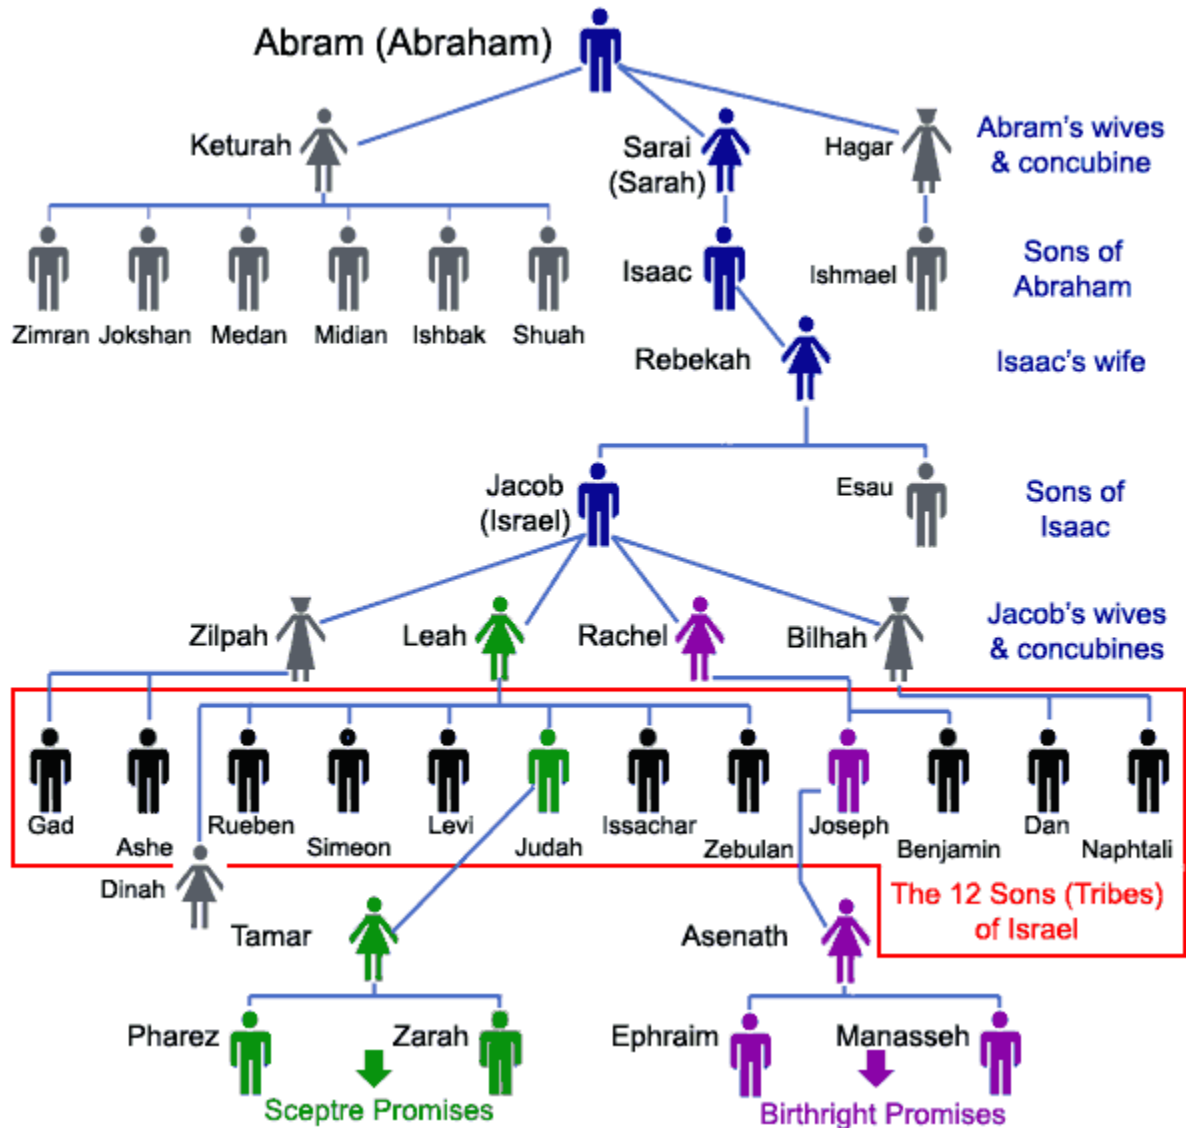 Abram (Abraham)
Keturah
Sarai
(Sarah)
Hagar
Abram's wives
& concubine
Zimran
Jokshan
Medan
Midian
Ishbak
Shuah
Isaac
Ishmael
Sons of
Abraham
Rebekah
Isaac's wife
Jacob
(Israel)
Esau
Sons of
Isaac
Zilpah
Leah
Rachel
Bilhah
Jacob's wives
& concubines
Gad
Ashe
Rueben
Simeon
Levi
Judah
Issachar
Zebulan
Joseph
Benjamin
Dan
Naphtali
Dinah
The 12 Sons (Tribes)
of Israel
Tamar
Asenath
Pharez
Zarah
Ephraim
Manasseh
Sceptre Promises
Birthright Promises